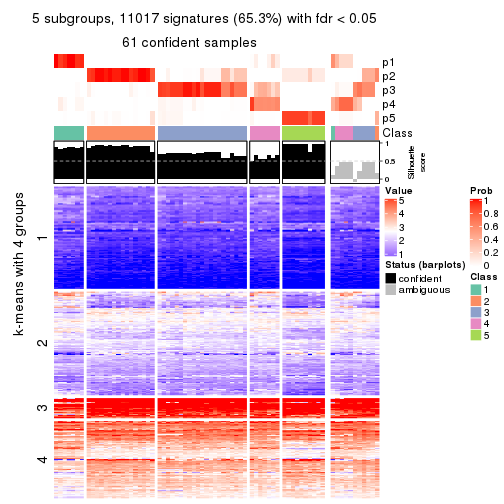 5 subgroups, 11017 signatures (65.3%) with fdr < 0.05
61 confident samples
p1
p2
p3
p4
p5
Class
1
0.5
0
Silhouette
score
k-means with 4 groups
1
2
3
4
Value
5
4
3
2
1
Status (barplots)
confident
ambiguous
Prob
1
0.8
0.6
0.4
0.2
0
Class
1
2
3
4
5